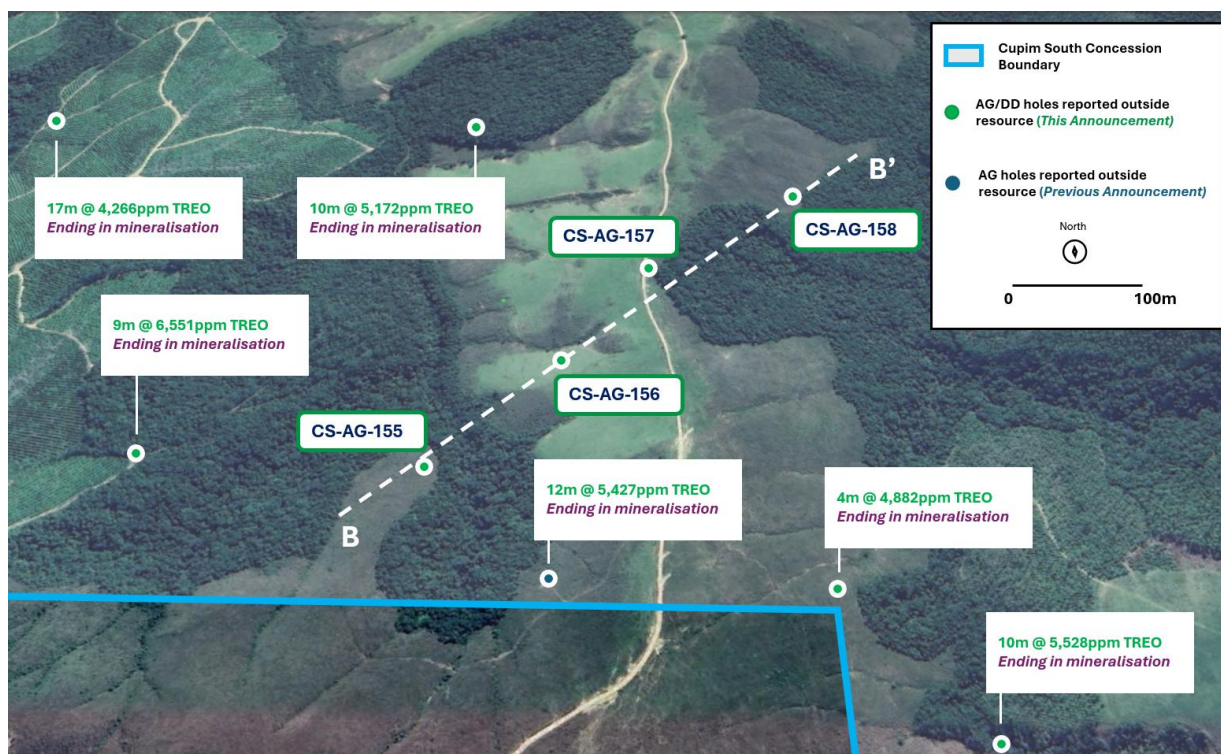 Cupim South Concession
Boundary
AG/DD holes reported outside
resource (This Announcement)
AG holes reported outside
resource (Previous Announcement)
North
0 100m
17m @ 4,266ppm TREO
Ending in mineralisation
10m @ 5,172ppm TREO
Ending in mineralisation
B’
CS-AG-157
CS-AG-158
9m @ 6,551ppm TREO
Ending in mineralisation
CS-AG-156
CS-AG-155
B
12m @ 5,427ppm TREO
Ending in mineralisation
4m @ 4,882ppm TREO
Ending in mineralisation
10m @ 5,528ppm TREO
Ending in mineralisation